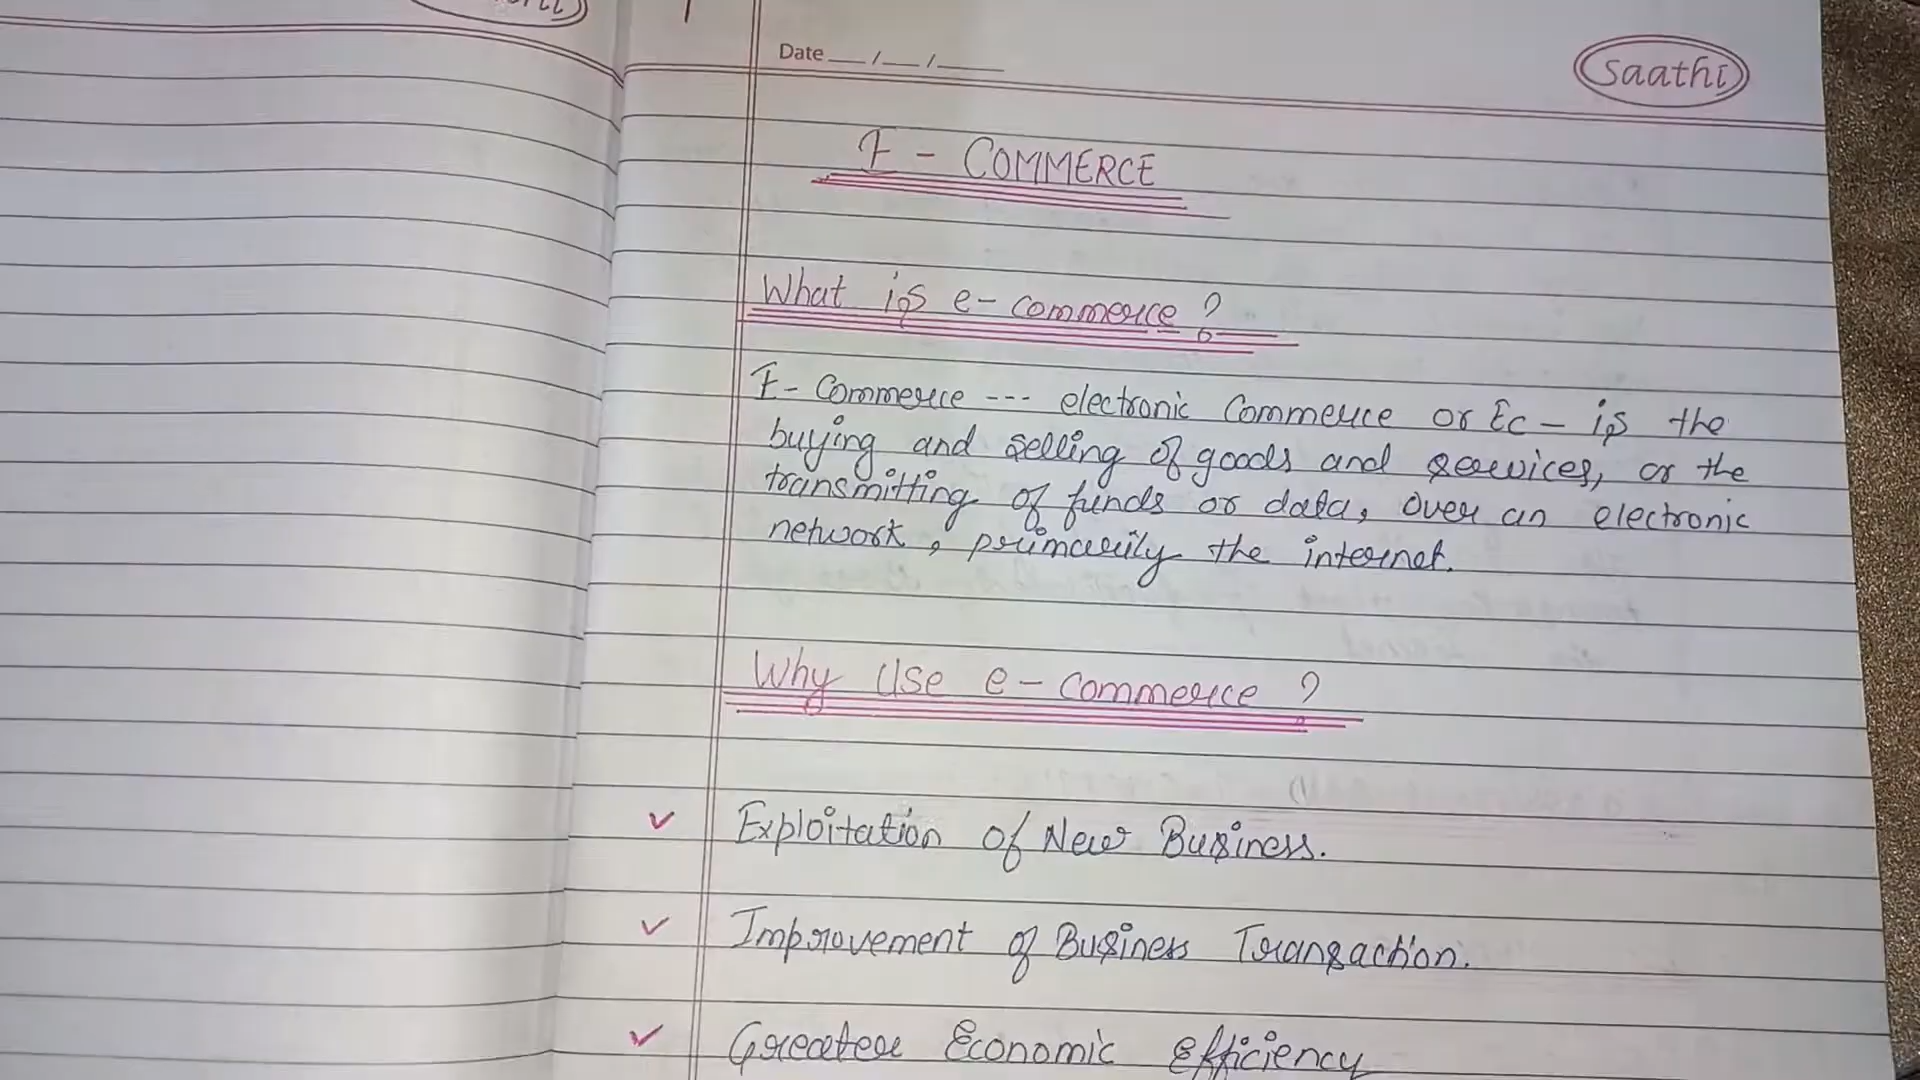 Date __/__/____
Saathi
E - COMMERCE
What is e-commerce?
E-Commerce --- electronic Commerce or Ec - is the
buying and selling of goods and services, or the
transmitting of funds or data, over an electronic
network, primarily the internet.
Why Use e-commerce?
✓ Exploitation of New Business.
✓ Improvement of Business Transaction.
✓ Greater Economic efficiency